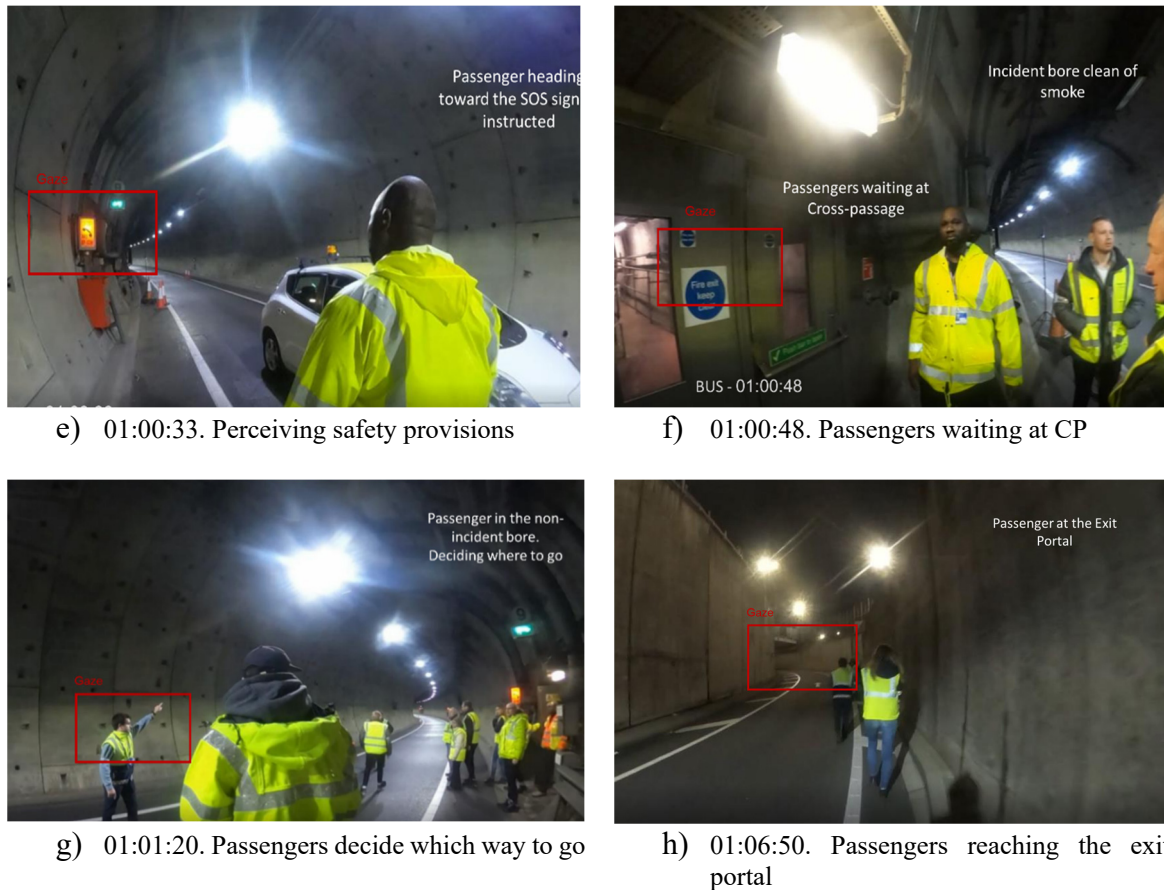 Passenger heading
toward the SOS sign
instructed
Gaze
e) 01:00:33. Perceiving safety provisions
Incident bore clean of
smoke
Passengers waiting at
Cross-passage
Gaze
Fire exit
keep
clear
BUS - 01:00:48
f) 01:00:48. Passengers waiting at CP
Passenger in the non-
incident bore.
Deciding where to go
Gaze
g) 01:01:20. Passengers decide which way to go
Passenger at the Exit
Portal
Gaze
h) 01:06:50. Passengers reaching the exit
portal